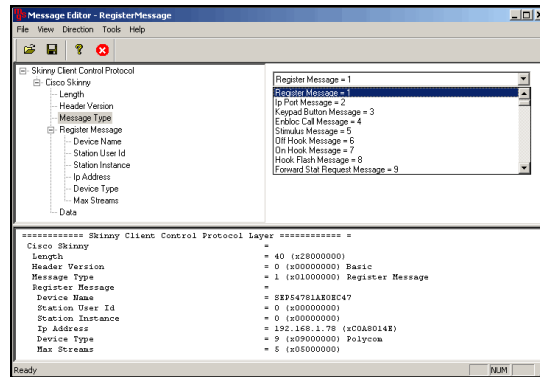 Message Editor - RegisterMessage
File View Direction Tools Help
Skinny Client Control Protocol
Cisco Skinny
Length
Header Version
Message Type
Register Message
Device Name
Station User Id
Station Instance
Ip Address
Device Type
Max Streams
Data
Register Message = 1
Register Message = 1
Ip Port Message = 2
Keypad Button Message = 3
Enbloc Call Message = 4
Stimulus Message = 5
Off Hook Message = 6
On Hook Message = 7
Hook Flash Message = 8
Forward Stat Request Message = 9
============ Skinny Client Control Protocol Layer ============ =
Cisco Skinny =
Length = 40 (x28000000)
Header Version = 0 (x00000000) Basic
Message Type = 1 (x01000000) Register Message
Register Message =
Device Name = SEP54781AE0EC47
Station User Id = 0 (x00000000)
Station Instance = 0 (x00000000)
Ip Address = 192.168.1.78 (xC0A8014E)
Device Type = 9 (x09000000) Polycom
Max Streams = 5 (x05000000)
Ready
NUM